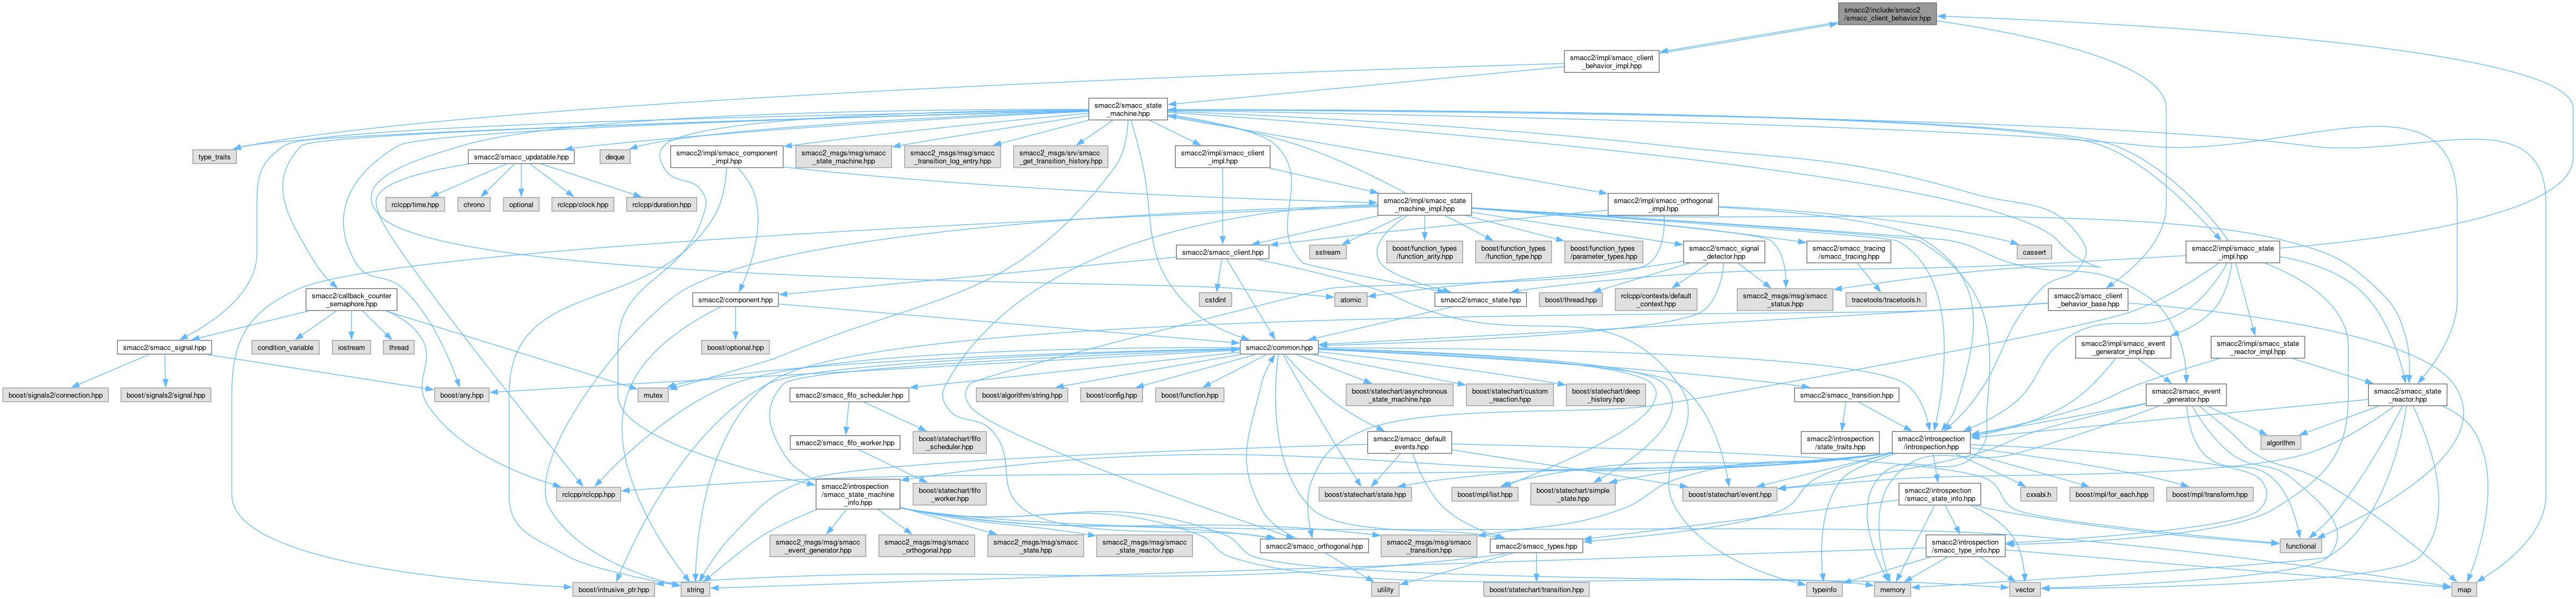 smacc2/include/smacc2
/smacc_client_behavior.hpp
smacc2/impl/smacc_client
_behavior_impl.hpp
smacc2/smacc_state
_machine.hpp
type_traits
smacc2/smacc_updatable.hpp
deque
smacc2/impl/smacc_component
_impl.hpp
smacc2_msgs/msg/smacc
_state_machine.hpp
smacc2_msgs/msg/smacc
_transition_log_entry.hpp
smacc2_msgs/srv/smacc
_get_transition_history.hpp
smacc2/impl/smacc_client
_impl.hpp
rclcpp/time.hpp
chrono
optional
rclcpp/clock.hpp
rclcpp/duration.hpp
smacc2/impl/smacc_state
_machine_impl.hpp
smacc2/impl/smacc_orthogonal
_impl.hpp
smacc2/smacc_client.hpp
sstream
boost/function_types
/function_arity.hpp
boost/function_types
/function_type.hpp
boost/function_types
/parameter_types.hpp
smacc2/smacc_signal
_detector.hpp
smacc2/smacc_tracing
/smacc_tracing.hpp
cassert
smacc2/impl/smacc_state
_impl.hpp
smacc2/callback_counter
_semaphore.hpp
smacc2/component.hpp
cstdint
atomic
smacc2/smacc_state.hpp
boost/thread.hpp
rclcpp/contexts/default
_context.hpp
smacc2_msgs/msg/smacc
_status.hpp
tracetools/tracetools.h
smacc2/smacc_client
_behavior_base.hpp
smacc2/smacc_signal.hpp
condition_variable
iostream
thread
boost/optional.hpp
smacc2/common.hpp
smacc2/impl/smacc_event
_generator_impl.hpp
smacc2/impl/smacc_state
_reactor_impl.hpp
boost/signals2/connection.hpp
boost/signals2/signal.hpp
boost/any.hpp
mutex
smacc2/smacc_fifo_scheduler.hpp
boost/algorithm/string.hpp
boost/config.hpp
boost/function.hpp
boost/statechart/asynchronous
_state_machine.hpp
boost/statechart/custom
_reaction.hpp
boost/statechart/deep
_history.hpp
smacc2/smacc_transition.hpp
smacc2/smacc_event
_generator.hpp
smacc2/smacc_state
_reactor.hpp
smacc2/smacc_fifo_worker.hpp
boost/statechart/fifo
_scheduler.hpp
smacc2/smacc_default
_events.hpp
smacc2/introspection
/state_traits.hpp
smacc2/introspection
/introspection.hpp
algorithm
rclcpp/rclcpp.hpp
smacc2/introspection
/smacc_state_machine
_info.hpp
boost/statechart/fifo
_worker.hpp
boost/statechart/state.hpp
boost/mpl/list.hpp
boost/statechart/simple
_state.hpp
boost/statechart/event.hpp
smacc2/introspection
/smacc_state_info.hpp
cxxabi.h
boost/mpl/for_each.hpp
boost/mpl/transform.hpp
smacc2_msgs/msg/smacc
_event_generator.hpp
smacc2_msgs/msg/smacc
_orthogonal.hpp
smacc2_msgs/msg/smacc
_state.hpp
smacc2_msgs/msg/smacc
_state_reactor.hpp
smacc2/smacc_orthogonal.hpp
smacc2_msgs/msg/smacc
_transition.hpp
smacc2/smacc_types.hpp
smacc2/introspection
/smacc_type_info.hpp
functional
boost/intrusive_ptr.hpp
string
utility
boost/statechart/transition.hpp
typeinfo
memory
vector
map